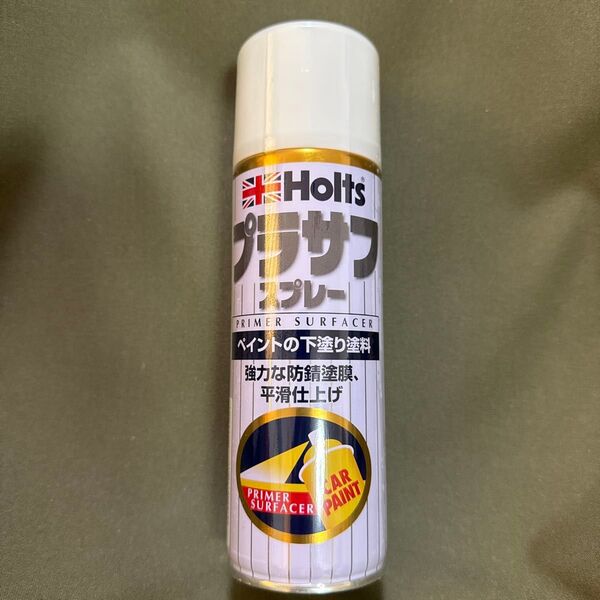 Holts®
プラサフ
スプレー
PRIMER SURFACER
ペイントの下塗り塗料
強力な防錆塗膜、
平滑仕上げ
CAR
PAINT
PRIMER
SURFACER